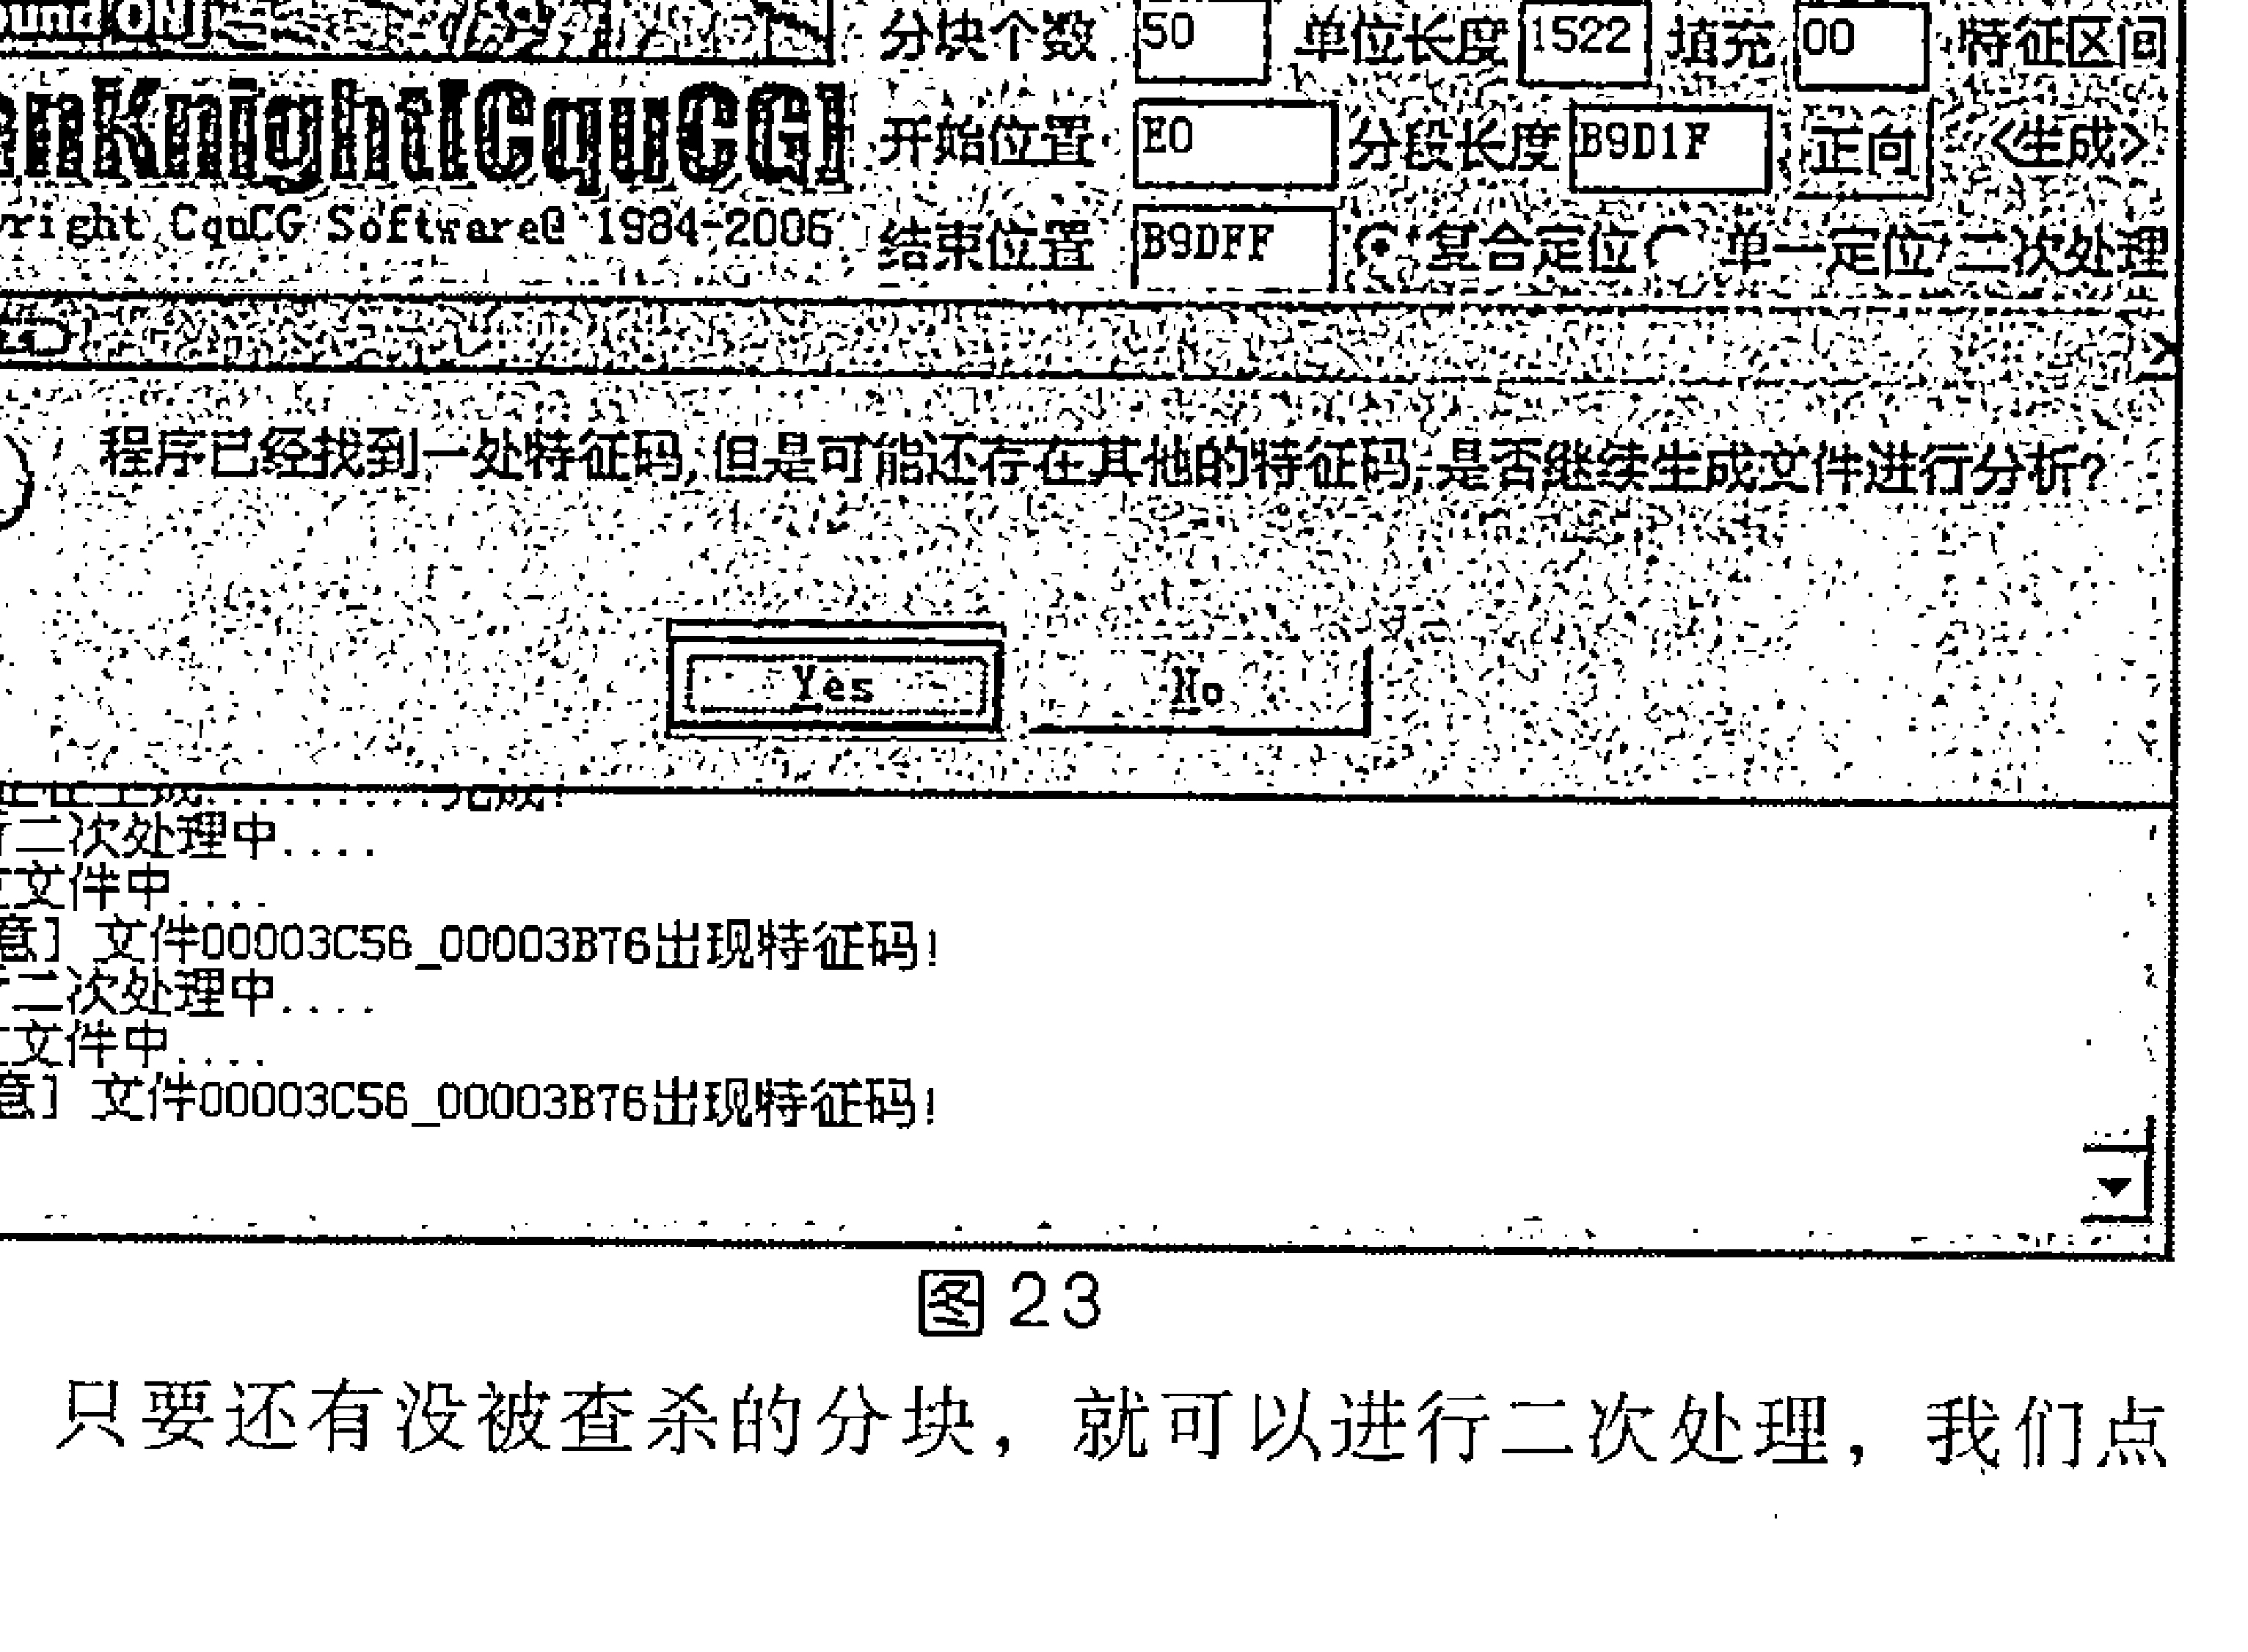 分块个数 50 单位长度 1522 填充 00 特征区间
enKnight[CquCG]
开始位置 E0 分段长度 B9D1F 正向 <生成>
yright CquCG Software@ 1984-2006
结束位置 B9DFF 复合定位 单一定位 二次处理
程序已经找到一处特征码,但是可能还存在其他的特征码,是否继续生成文件进行分析?
Yes No
二次处理中....
文件中....
意] 文件00003C56_00003B76出现特征码!
二次处理中....
文件中....
意] 文件00003C56_00003B76出现特征码!
图23
只要还有没被查杀的分块，就可以进行二次处理，我们点